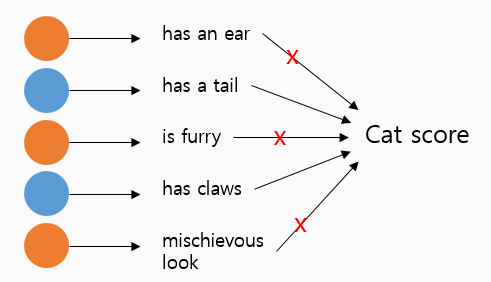 has an ear
X
has a tail
is furry
X
Cat score
has claws
X
mischievous
look